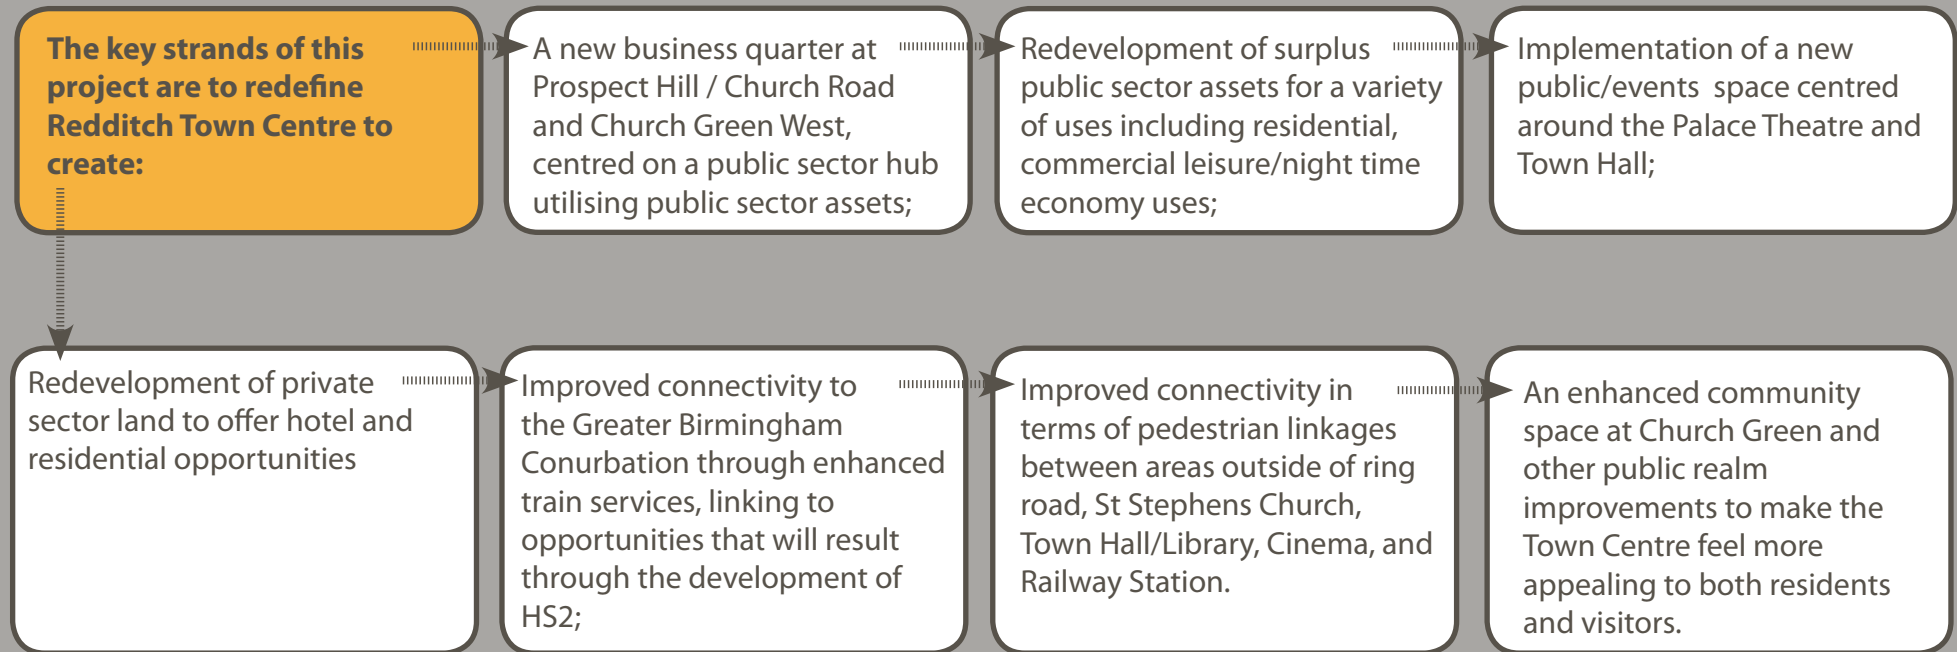 The key strands of this
project are to redefine
Redditch Town Centre to
create:
A new business quarter at
Prospect Hill / Church Road
and Church Green West,
centred on a public sector hub
utilising public sector assets;
Redevelopment of surplus
public sector assets for a variety
of uses including residential,
commercial leisure/night time
economy uses;
Implementation of a new
public/events  space centred
around the Palace Theatre and
Town Hall;
Redevelopment of private
sector land to offer hotel and
residential opportunities
Improved connectivity to
the Greater Birmingham
Conurbation through enhanced
train services, linking to
opportunities that will result
through the development of
HS2;
Improved connectivity in
terms of pedestrian linkages
between areas outside of ring
road, St Stephens Church,
Town Hall/Library, Cinema, and
Railway Station.
An enhanced community
space at Church Green and
other public realm
improvements to make the
Town Centre feel more
appealing to both residents
and visitors.